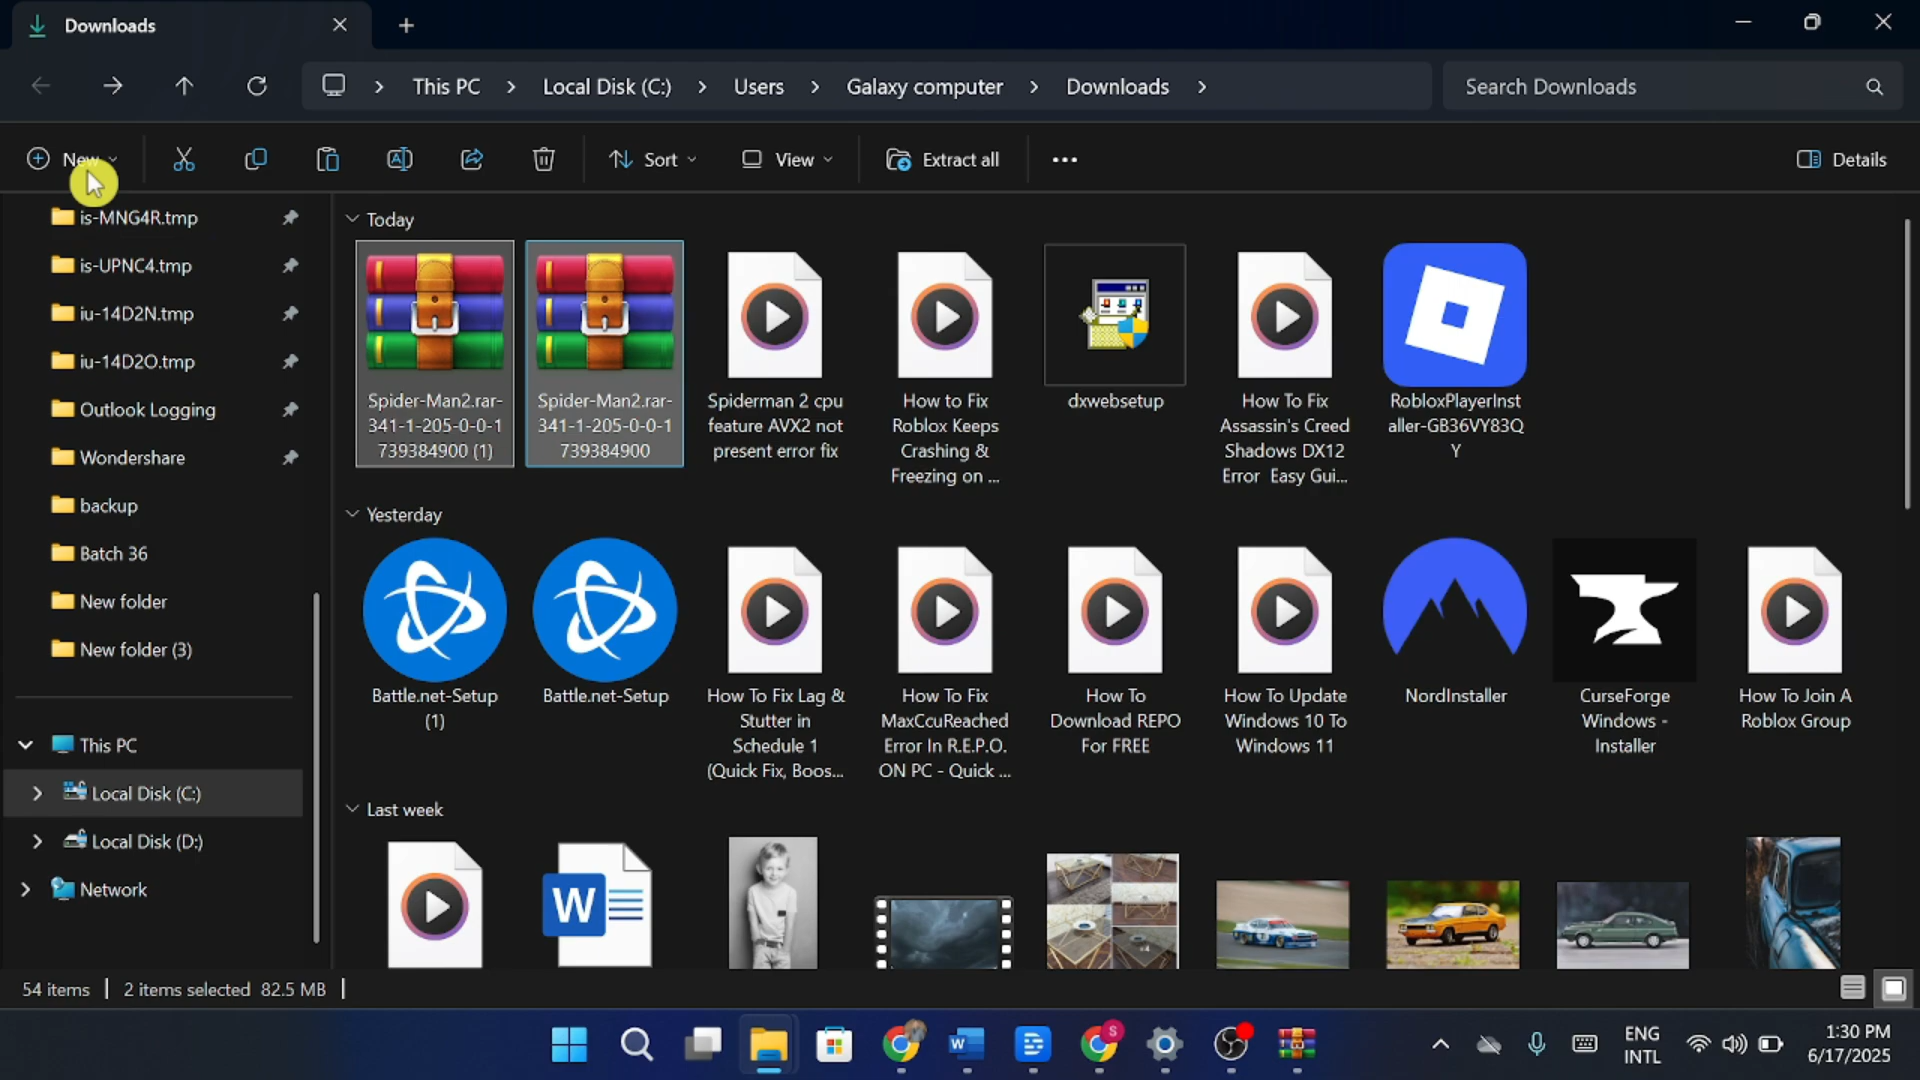 Downloads
This PC
Local Disk (C:)
Users
Galaxy computer
Downloads
Search Downloads
New
Sort
View
Extract all
Details
is-MNG4R.tmp
is-UPNC4.tmp
iu-14D2N.tmp
iu-14D2O.tmp
Outlook Logging
Wondershare
backup
Batch 36
New folder
New folder (3)
This PC
Local Disk (C:)
Local Disk (D:)
Network
Today
Spider-Man2.rar-
341-1-205-0-0-1
739384900 (1)
Spider-Man2.rar-
341-1-205-0-0-1
739384900
Spiderman 2 cpu
feature AVX2 not
present error fix
How to Fix
Roblox Keeps
Crashing &
Freezing on ...
dxwebsetup
How To Fix
Assassin's Creed
Shadows DX12
Error Easy Gui...
RobloxPlayerInst
aller-GB36VY83Q
Y
Yesterday
Battle.net-Setup
(1)
Battle.net-Setup
How To Fix Lag &
Stutter in
Schedule 1
(Quick Fix, Boos...
How To Fix
MaxCcuReached
Error In R.E.P.O.
ON PC - Quick ...
How To
Download REPO
For FREE
How To Update
Windows 10 To
Windows 11
NordInstaller
CurseForge
Windows -
Installer
How To Join A
Roblox Group
Last week
W
54 items
2 items selected 82.5 MB
W
S
ENG
INTL
1:30 PM
6/17/2025